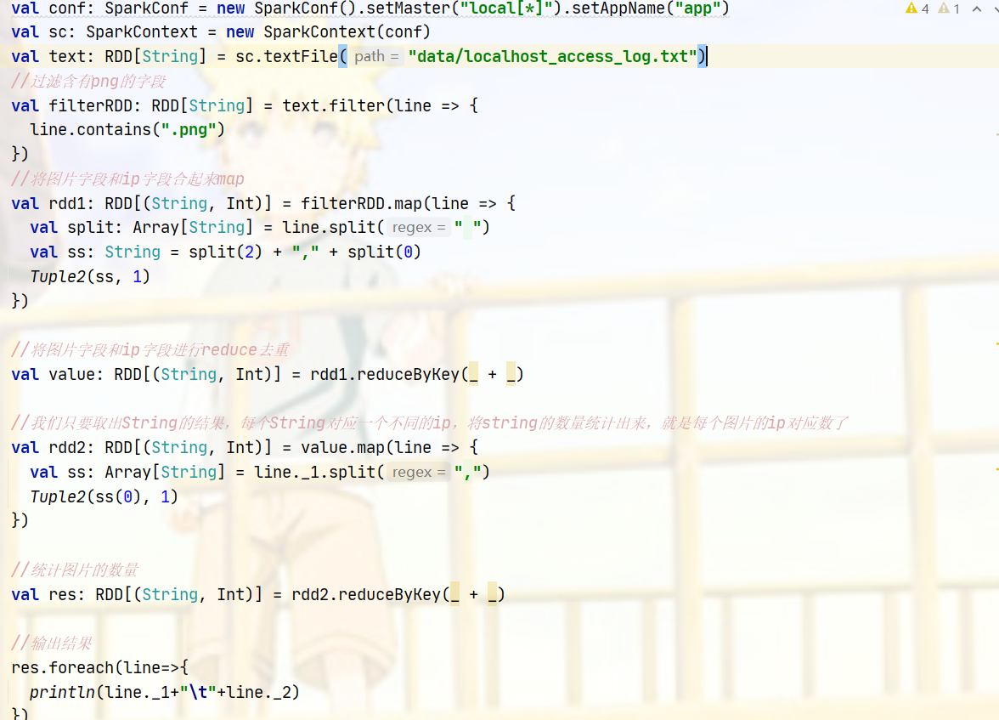 val conf: SparkConf = new SparkConf().setMaster("local[*]").setAppName("app")
4 1
val sc: SparkContext = new SparkContext(conf)
val text: RDD[String] = sc.textFile( path = "data/localhost_access_log.txt")
//过滤含有png的字段
val filterRDD: RDD[String] = text.filter(line => {
  line.contains(".png")
})
//将图片字段和ip字段合起来map
val rdd1: RDD[(String, Int)] = filterRDD.map(line => {
  val split: Array[String] = line.split( regex = " ")
  val ss: String = split(2) + "," + split(0)
  Tuple2(ss, 1)
})
//将图片字段和ip字段进行reduce去重
val value: RDD[(String, Int)] = rdd1.reduceByKey(_ + _)
//我们只要取出String的结果，每个String对应一个不同的ip，将string的数量统计出来，就是每个图片的ip对应数了
val rdd2: RDD[(String, Int)] = value.map(line => {
  val ss: Array[String] = line._1.split( regex = ",")
  Tuple2(ss(0), 1)
})
//统计图片的数量
val res: RDD[(String, Int)] = rdd2.reduceByKey(_ + _)
//输出结果
res.foreach(line=>{
  println(line._1+"\t"+line._2)
})